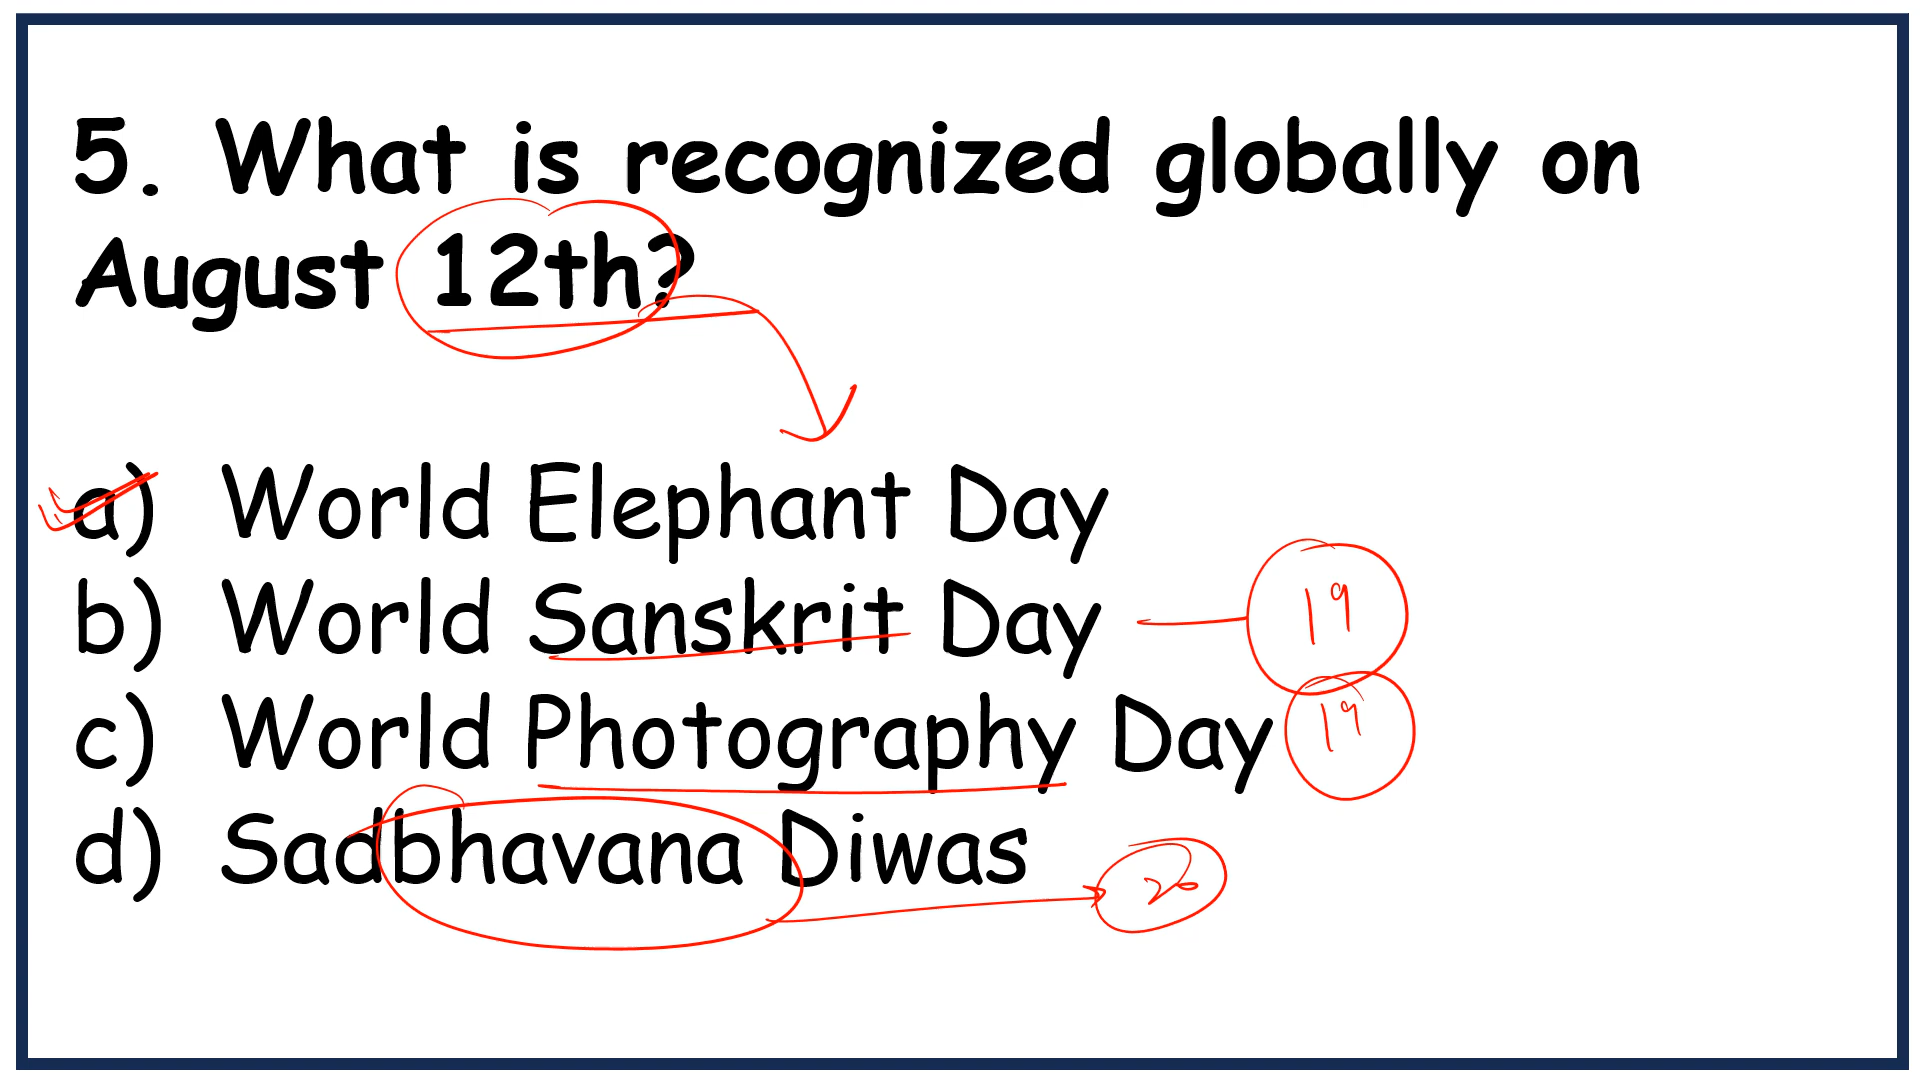 5. What is recognized globally on
August 12th?
a) World Elephant Day
b) World Sanskrit Day 19
c) World Photography Day 19
d) Sadbhavana Diwas 20